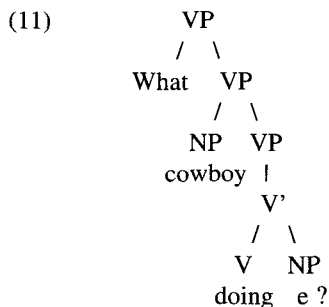 (11) VP
/ \
What VP
/ \
NP VP
cowboy |
V'
/ \
V NP
doing e ?